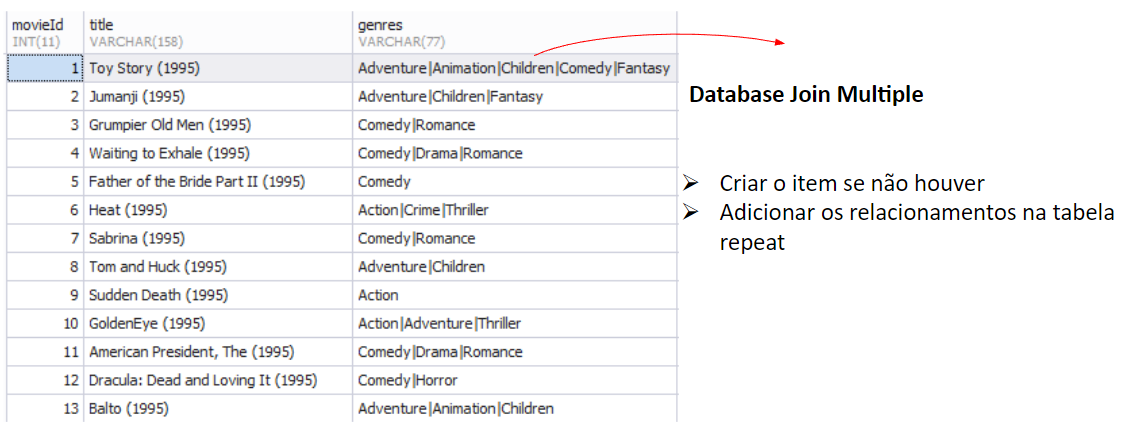 movieId title genres
INT(11) VARCHAR(158) VARCHAR(77)
1 Toy Story (1995) Adventure|Animation|Children|Comedy|Fantasy
2 Jumanji (1995) Adventure|Children|Fantasy
3 Grumpier Old Men (1995) Comedy|Romance
4 Waiting to Exhale (1995) Comedy|Drama|Romance
5 Father of the Bride Part II (1995) Comedy
6 Heat (1995) Action|Crime|Thriller
7 Sabrina (1995) Comedy|Romance
8 Tom and Huck (1995) Adventure|Children
9 Sudden Death (1995) Action
10 GoldenEye (1995) Action|Adventure|Thriller
11 American President, The (1995) Comedy|Drama|Romance
12 Dracula: Dead and Loving It (1995) Comedy|Horror
13 Balto (1995) Adventure|Animation|Children
Database Join Multiple
➢ Criar o item se não houver
➢ Adicionar os relacionamentos na tabela
repeat